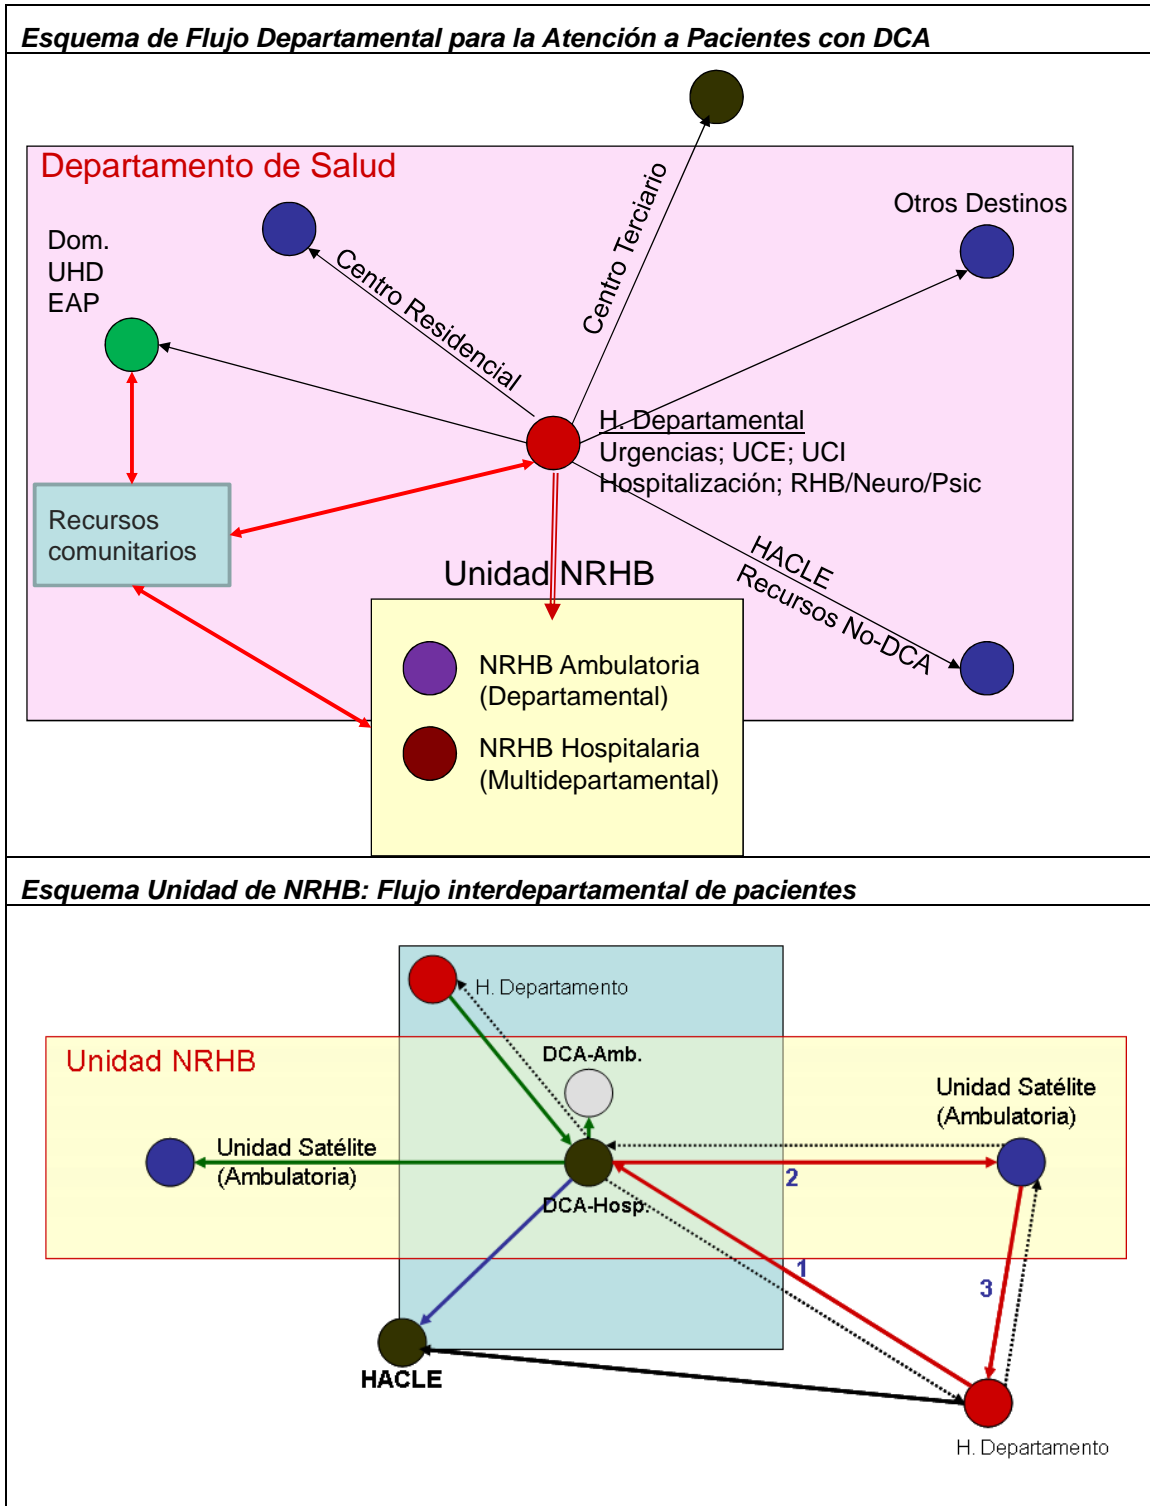 Esquema de Flujo Departamental para la Atención a Pacientes con DCA
Departamento de Salud
Otros Destinos
Dom.
UHD
EAP
Centro Residencial
Centro Terciario
H. Departamental
Urgencias; UCE; UCI
Hospitalización; RHB/Neuro/Psic
Recursos
comunitarios
HACLE
Recursos No-DCA
Unidad NRHB
NRHB Ambulatoria
(Departamental)
NRHB Hospitalaria
(Multidepartamental)
Esquema Unidad de NRHB: Flujo interdepartamental de pacientes
H. Departamento
Unidad NRHB
DCA-Amb.
Unidad Satélite
(Ambulatoria)
Unidad Satélite
(Ambulatoria)
2
DCA-Hosp.
1
3
HACLE
H. Departamento